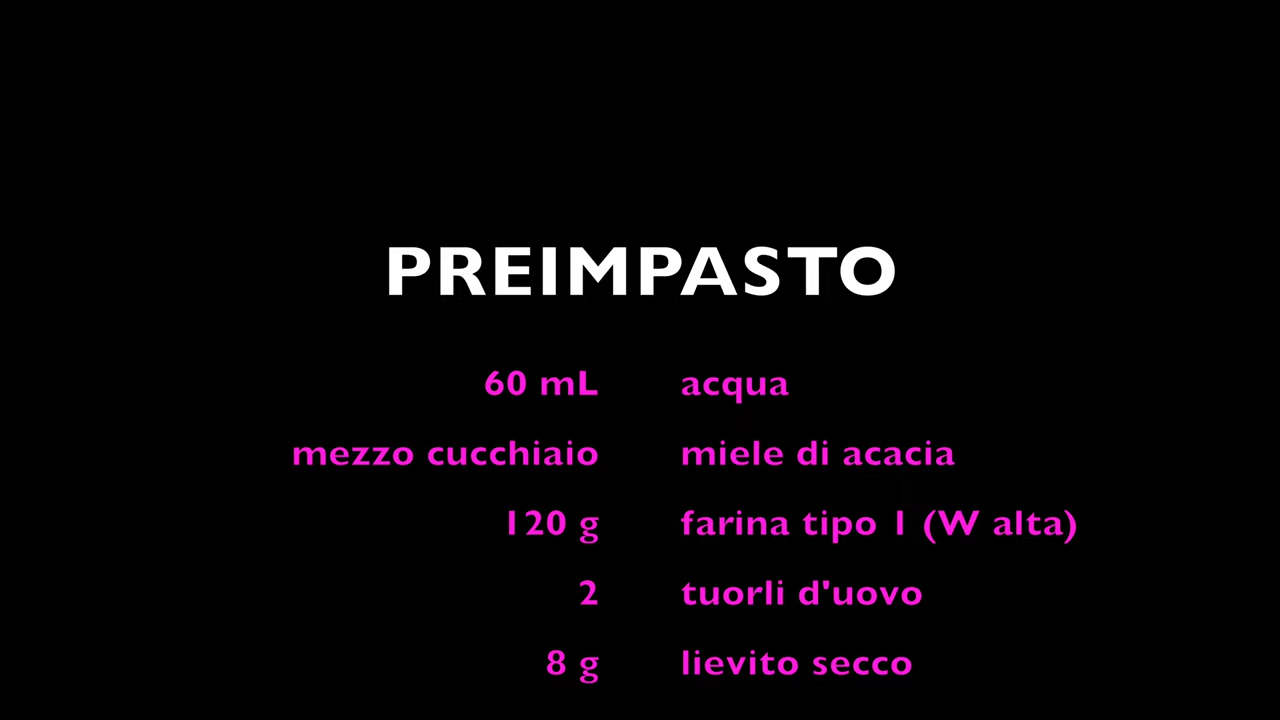 PREIMPASTO
60 mL acqua
mezzo cucchiaio miele di acacia
120 g farina tipo 1 (W alta)
2 tuorli d'uovo
8 g lievito secco